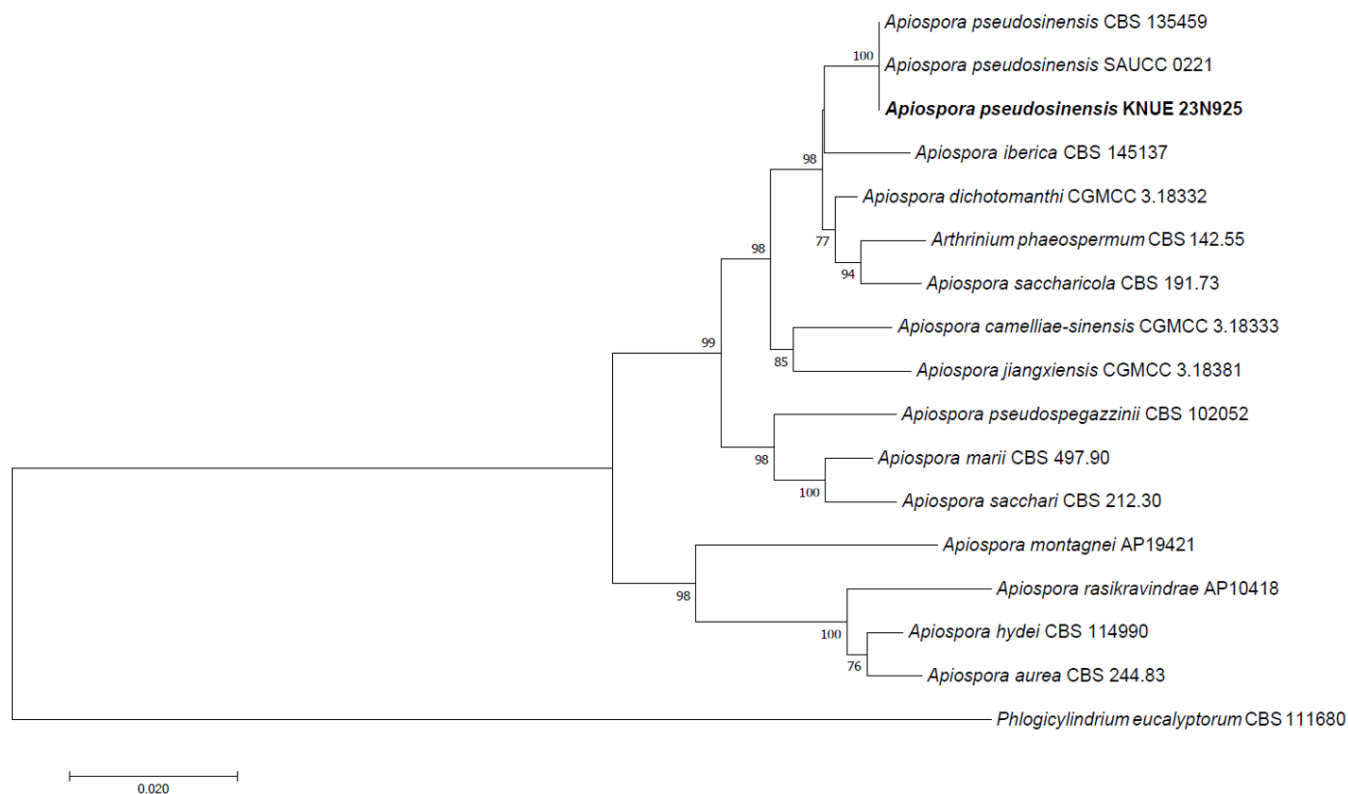 Apiospora pseudosinensis CBS 135459
100
Apiospora pseudosinensis SAUCC 0221
Apiospora pseudosinensis KNUE 23N925
98
Apiospora iberica CBS 145137
Apiospora dichotomanthi CGMCC 3.18332
77
Arthrinium phaeospermum CBS 142.55
98
94
Apiospora saccharicola CBS 191.73
Apiospora camelliae-sinensis CGMCC 3.18333
99
85
Apiospora jiangxiensis CGMCC 3.18381
Apiospora pseudospegazzinii CBS 102052
98
Apiospora marii CBS 497.90
100
Apiospora sacchari CBS 212.30
Apiospora montagnei AP19421
98
Apiospora rasikravindrae AP10418
100
Apiospora hydei CBS 114990
76
Apiospora aurea CBS 244.83
Phlogicylindrium eucalyptorum CBS 111680
0.020